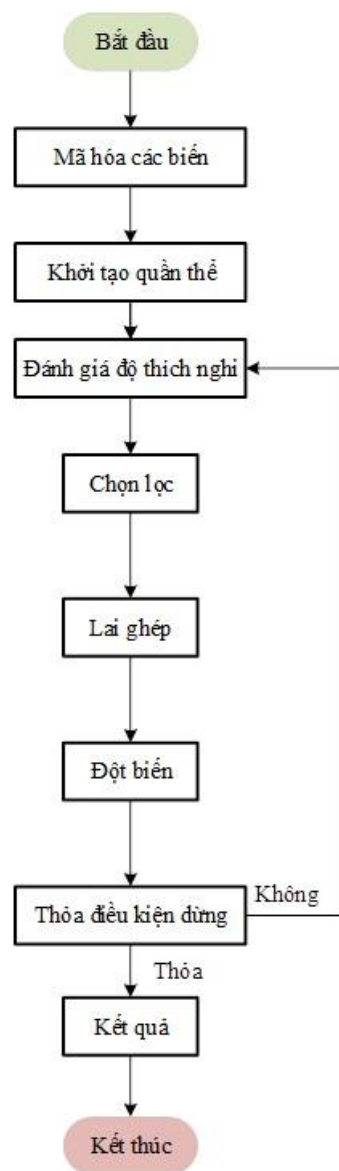 Bắt đầu
Mã hóa các biến
Khởi tạo quần thể
Đánh giá độ thích nghi
Chọn lọc
Lai ghép
Đột biến
Thỏa điều kiện dừng
Không
Thỏa
Kết quả
Kết thúc